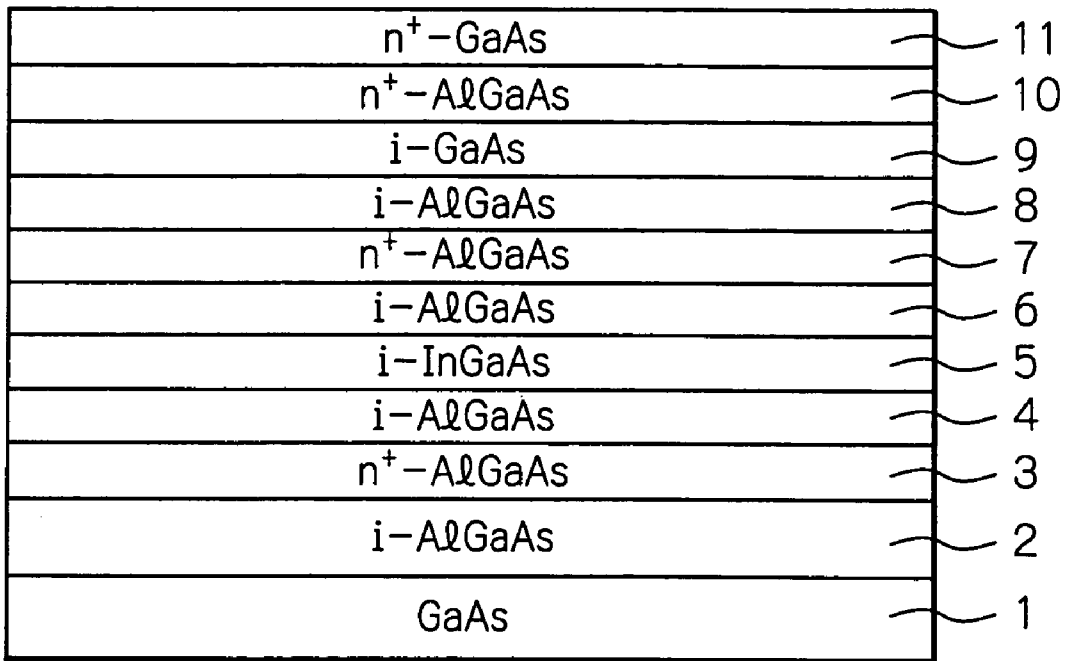 n⁺-GaAs 11
n⁺-AℓGaAs 10
i-GaAs 9
i-AℓGaAs 8
n⁺-AℓGaAs 7
i-AℓGaAs 6
i-InGaAs 5
i-AℓGaAs 4
n⁺-AℓGaAs 3
i-AℓGaAs 2
GaAs 1